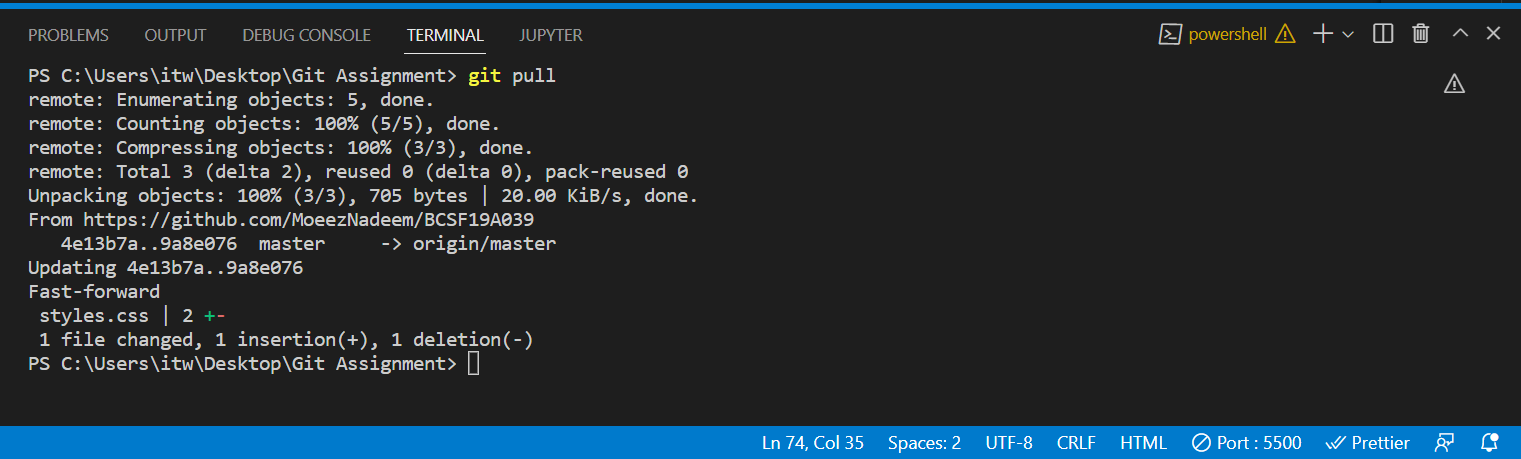 PROBLEMS OUTPUT DEBUG CONSOLE TERMINAL JUPYTER powershell
PS C:\Users\itw\Desktop\Git Assignment> git pull
remote: Enumerating objects: 5, done.
remote: Counting objects: 100% (5/5), done.
remote: Compressing objects: 100% (3/3), done.
remote: Total 3 (delta 2), reused 0 (delta 0), pack-reused 0
Unpacking objects: 100% (3/3), 705 bytes | 20.00 KiB/s, done.
From https://github.com/MoeezNadeem/BCSF19A039
   4e13b7a..9a8e076  master     -> origin/master
Updating 4e13b7a..9a8e076
Fast-forward
 styles.css | 2 +-
 1 file changed, 1 insertion(+), 1 deletion(-)
PS C:\Users\itw\Desktop\Git Assignment>
Ln 74, Col 35 Spaces: 2 UTF-8 CRLF HTML Port : 5500 Prettier